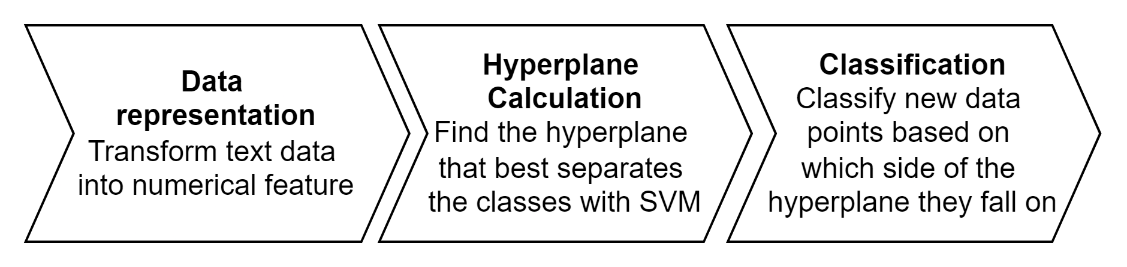 Data
representation
Transform text data
into numerical feature
Hyperplane
Calculation
Find the hyperplane
that best separates
the classes with SVM
Classification
Classify new data
points based on
which side of the
hyperplane they fall on